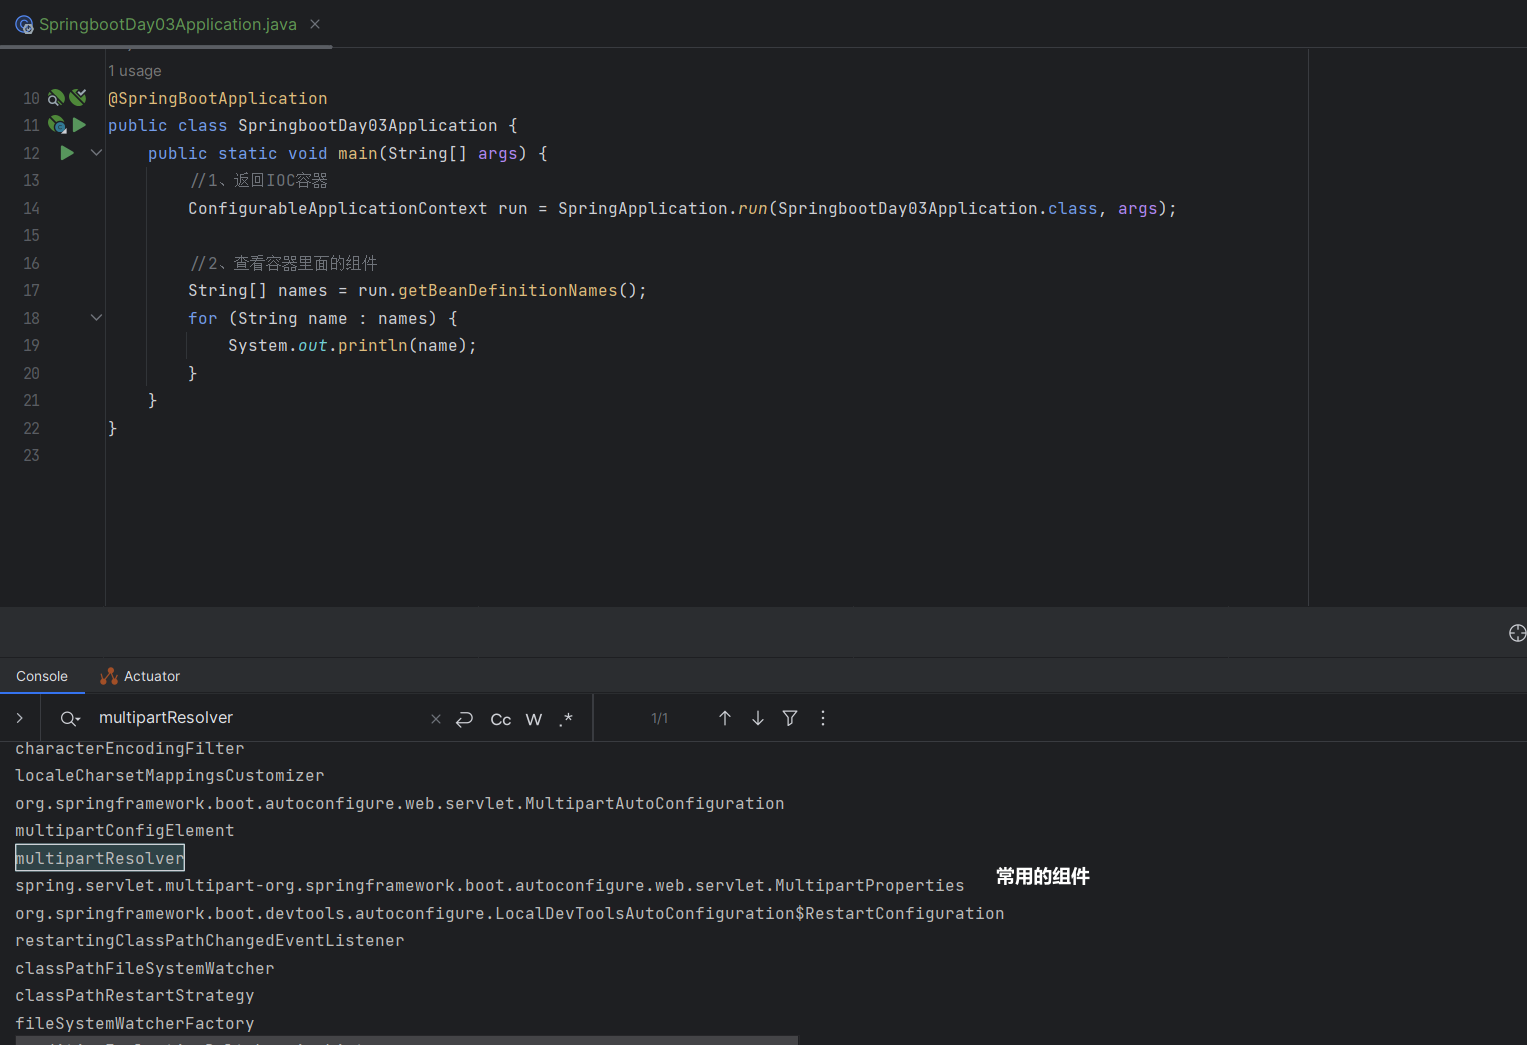 SpringbootDay03Application.java
1 usage
10 @SpringBootApplication
11 public class SpringbootDay03Application {
12 public static void main(String[] args) {
13 //1、返回IOC容器
14 ConfigurableApplicationContext run = SpringApplication.run(SpringbootDay03Application.class, args);
15
16 //2、查看容器里面的组件
17 String[] names = run.getBeanDefinitionNames();
18 for (String name : names) {
19 System.out.println(name);
20 }
21 }
22 }
23
Console Actuator
multipartResolver Cc W .* 1/1
characterEncodingFilter
localeCharsetMappingsCustomizer
org.springframework.boot.autoconfigure.web.servlet.MultipartAutoConfiguration
multipartConfigElement
multipartResolver
常用的组件
spring.servlet.multipart-org.springframework.boot.autoconfigure.web.servlet.MultipartProperties
org.springframework.boot.devtools.autoconfigure.LocalDevToolsAutoConfiguration$RestartConfiguration
restartingClassPathChangedEventListener
classPathFileSystemWatcher
classPathRestartStrategy
fileSystemWatcherFactory